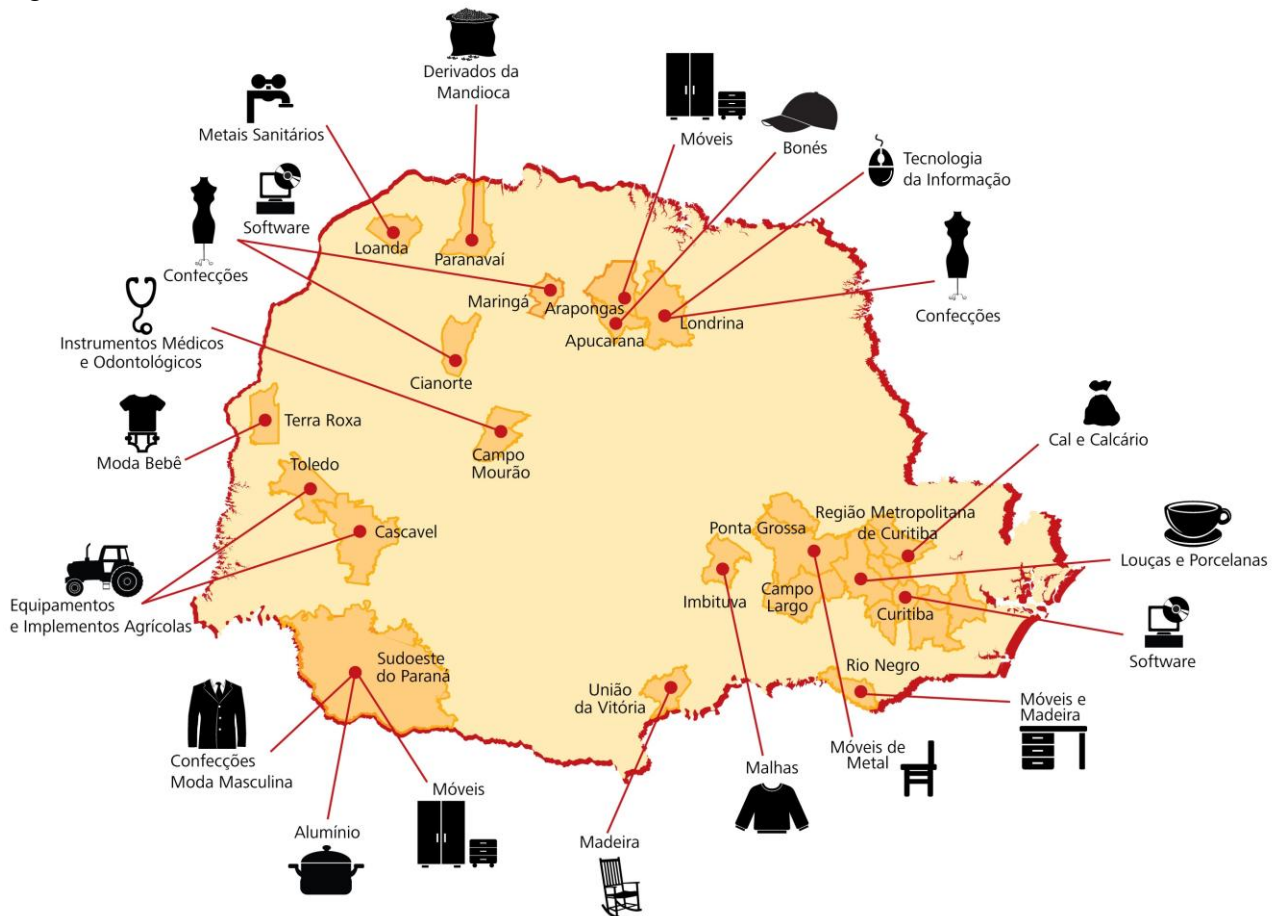 Derivados da
Mandioca
Metais Sanitários
Móveis
Bonés
Tecnologia
da Informação
Software
Confecções
Loanda
Paranavaí
Maringá
Arapongas
Apucarana
Londrina
Confecções
Instrumentos Médicos
e Odontológicos
Cianorte
Terra Roxa
Moda Bebê
Campo
Mourão
Cal e Calcário
Toledo
Cascavel
Ponta Grossa
Região Metropolitana
de Curitiba
Louças e Porcelanas
Equipamentos
e Implementos Agrícolas
Imbituva
Campo
Largo
Curitiba
Software
Sudoeste
do Paraná
União
da Vitória
Rio Negro
Móveis e
Madeira
Confecções
Moda Masculina
Móveis
Malhas
Móveis de
Metal
Alumínio
Madeira